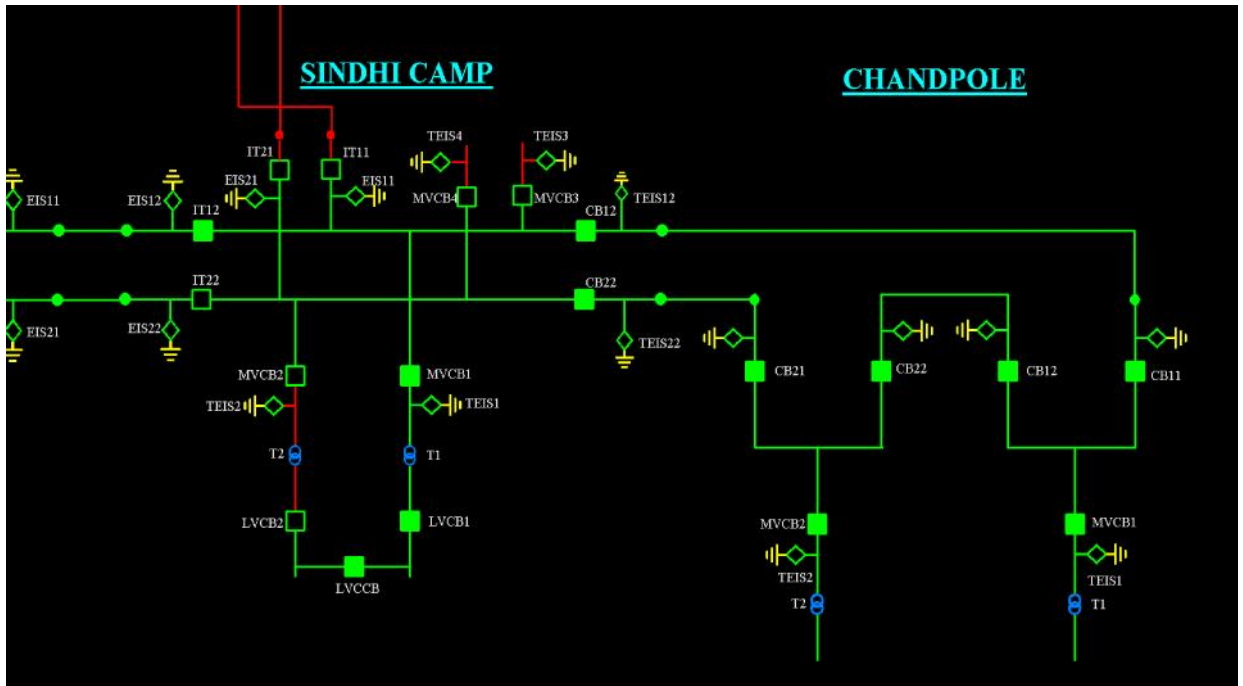 SINDHI CAMP
CHANDPOLE
TEIS4
TEIS3
IT21
IT11
EIS21
EIS11
MVCB4
MVCB3
TEIS12
EIS11
EIS12
IT12
CB12
IT22
CB22
EIS21
EIS22
TEIS22
MVCB2
MVCB1
CB21
CB22
CB12
CB11
TEIS2
TEIS1
T2
T1
LVCB2
LVCB1
MVCB2
MVCB1
LVCCB
TEIS2
TEIS1
T2
T1